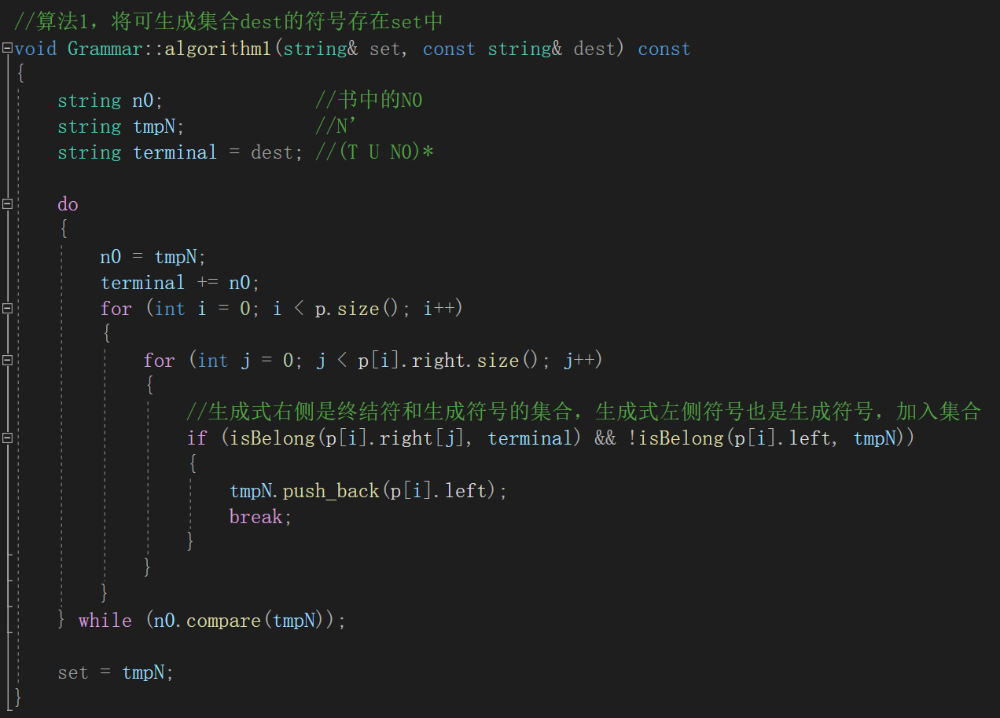 //算法1，将可生成集合dest的符号存在set中
void Grammar::algorithm1(string& set, const string& dest) const
{
    string n0;              //书中的N0
    string tmpN;            //N’
    string terminal = dest; //(T U N0)*
    do
    {
        n0 = tmpN;
        terminal += n0;
        for (int i = 0; i < p.size(); i++)
        {
            for (int j = 0; j < p[i].right.size(); j++)
            {
                //生成式右侧是终结符和生成符号的集合，生成式左侧符号也是生成符号，加入集合
                if (isBelong(p[i].right[j], terminal) && !isBelong(p[i].left, tmpN))
                {
                    tmpN.push_back(p[i].left);
                    break;
                }
            }
        }
    } while (n0.compare(tmpN));
    set = tmpN;
}